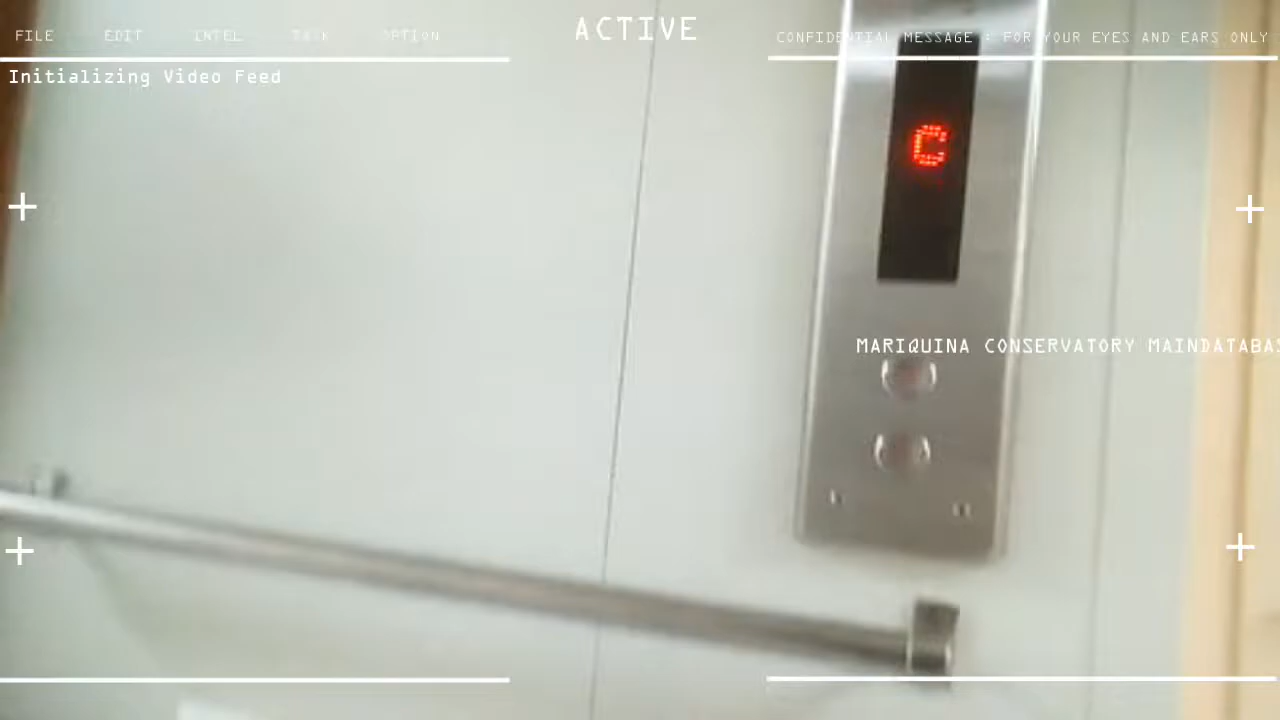 ACTIVE
FILE EDIT INTEL TASK OPTION
CONFIDENTIAL MESSAGE : FOR YOUR EYES AND EARS ONLY
Initializing Video Feed
C
MARIQUINA CONSERVATORY MAINDATABAS